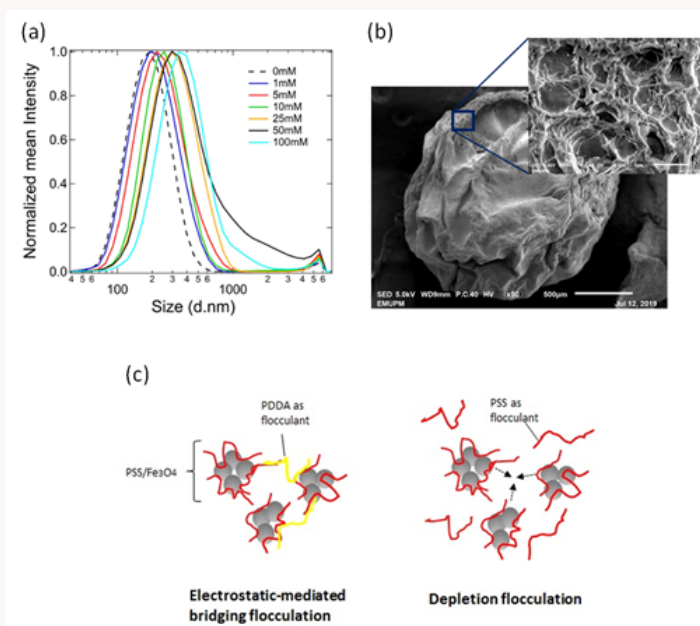 (a)
Normalized mean Intensity
1.0
0.8
0.6
0.4
0.2
0.0
0mM
1mM
5mM
10mM
25mM
50mM
100mM
4 5 6 100 2 3 4 5 6 1000 2 3 4 5 6
Size (d.nm)
(b)
SED 5.0kV WD9mm P.C.40 HV x50 500µm
EMUPM Jul 12, 2019
(c)
PDDA as
flocculant
PSS/Fe3O4
Electrostatic-mediated
bridging flocculation
PSS as
flocculant
Depletion flocculation